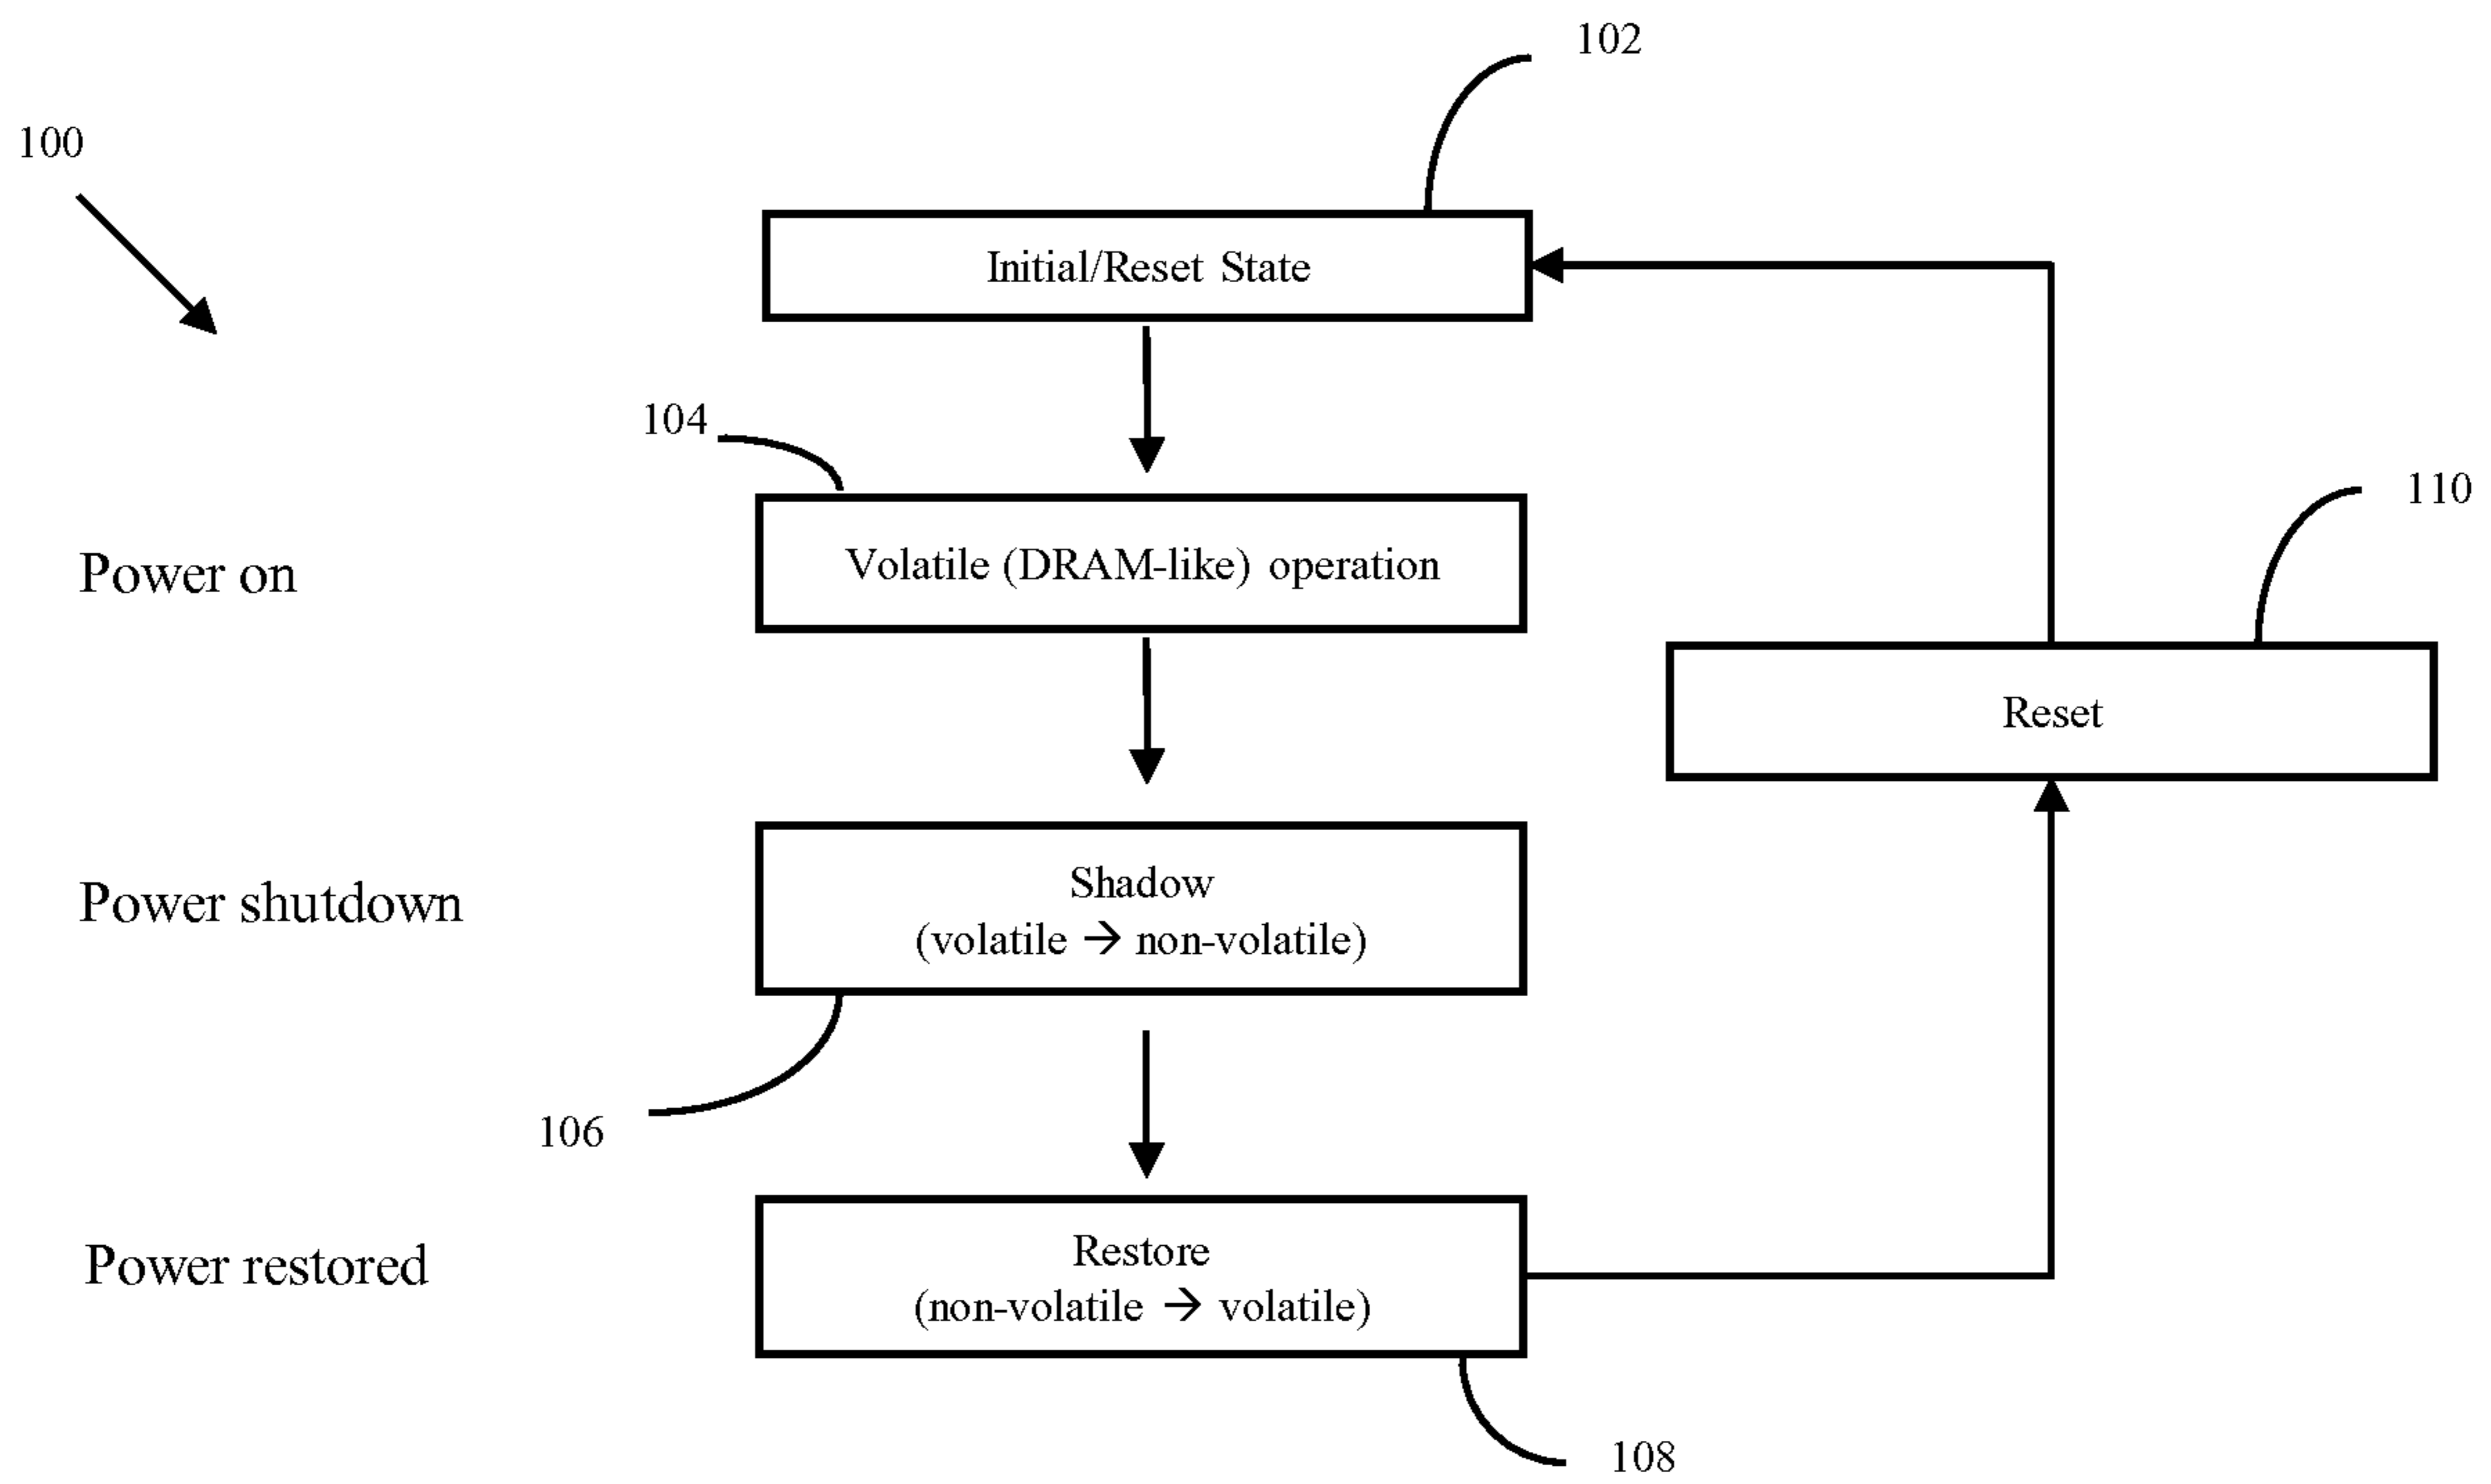 102
100
Initial/Reset State
104
110
Power on
Volatile (DRAM-like) operation
Reset
Power shutdown
Shadow
(volatile → non-volatile)
106
Power restored
Restore
(non-volatile → volatile)
108